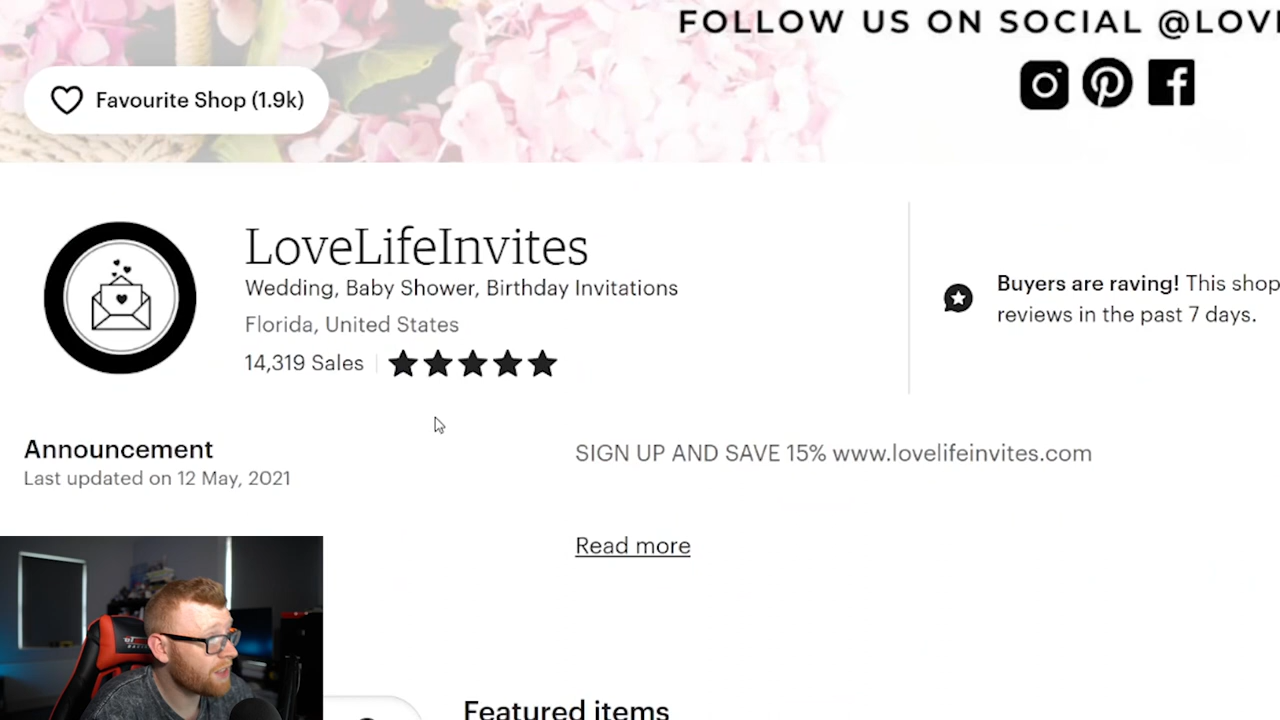 FOLLOW US ON SOCIAL @LOV
Favourite Shop (1.9k)
LoveLifeInvites
Wedding, Baby Shower, Birthday Invitations
Florida, United States
14,319 Sales
Buyers are raving! This shop
reviews in the past 7 days.
Announcement
Last updated on 12 May, 2021
SIGN UP AND SAVE 15% www.lovelifeinvites.com
Read more
Featured items